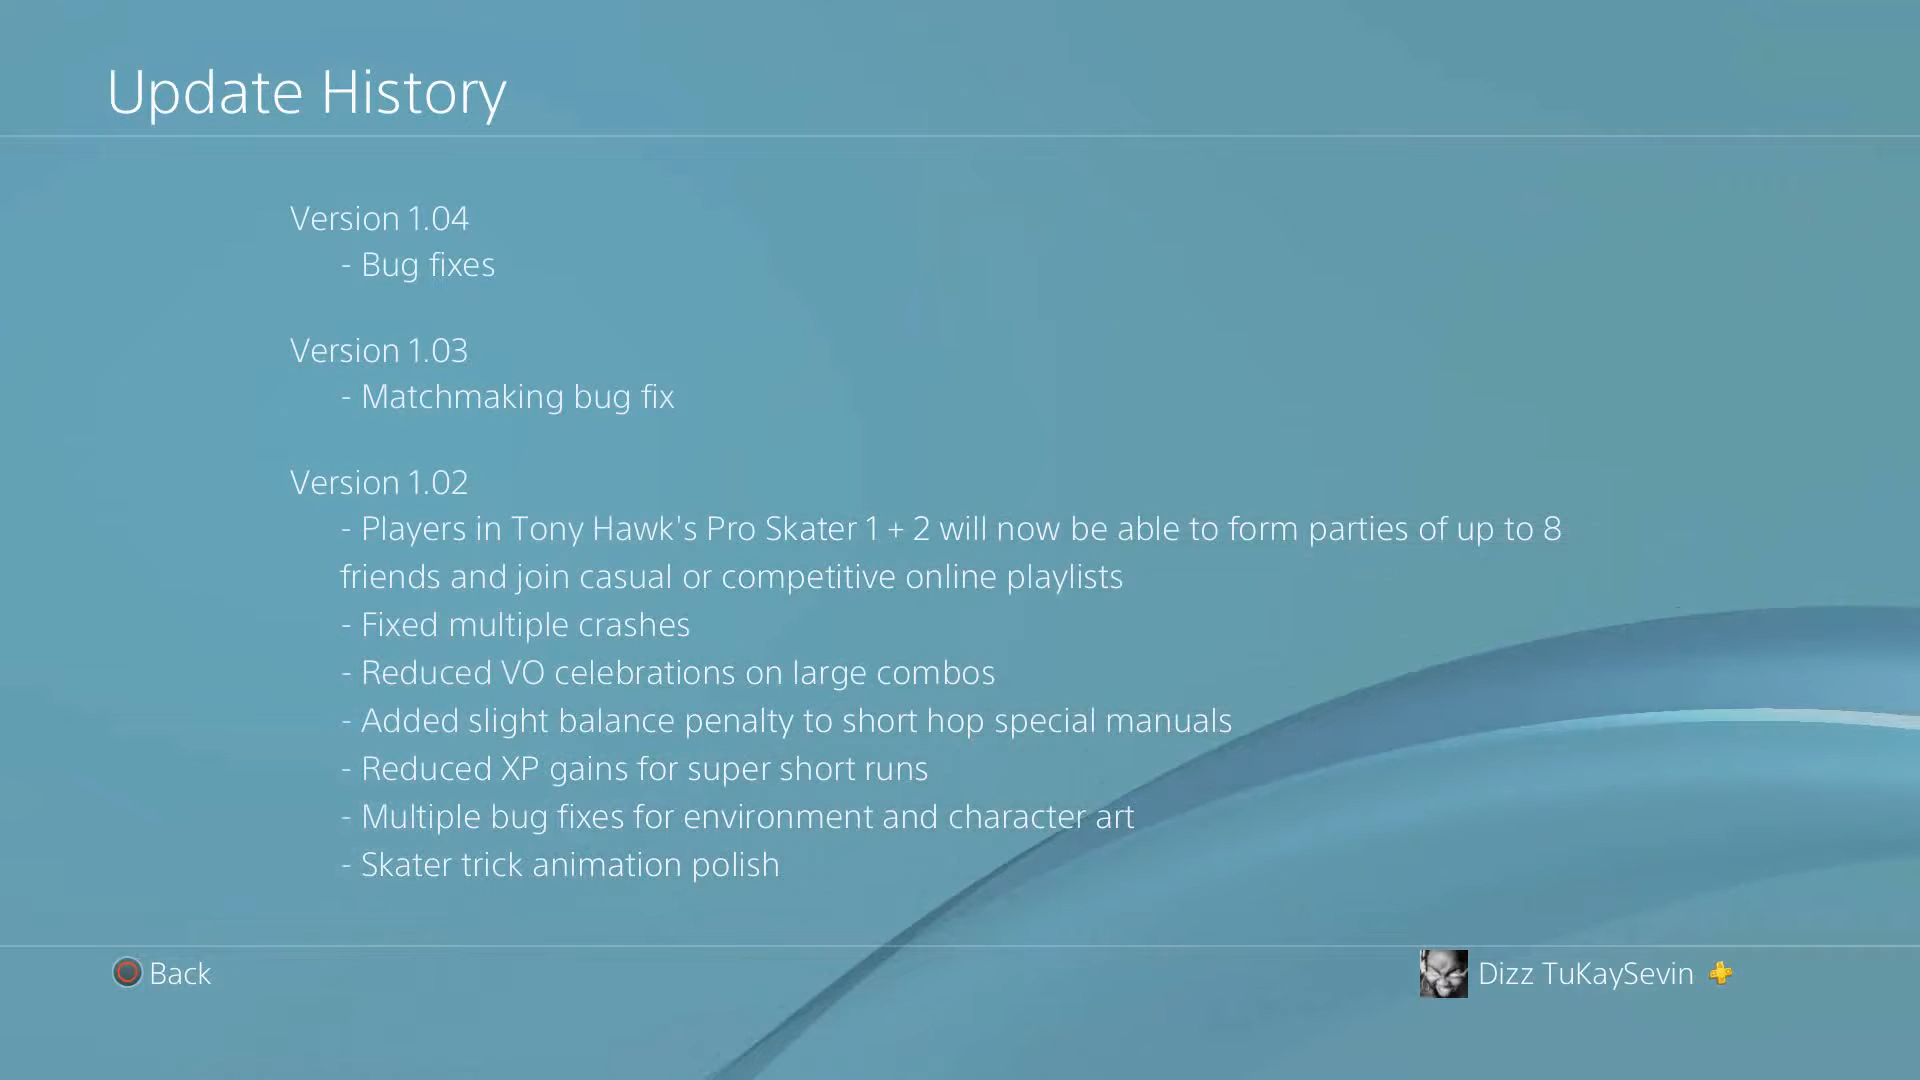 Update History
Version 1.04
- Bug fixes
Version 1.03
- Matchmaking bug fix
Version 1.02
- Players in Tony Hawk's Pro Skater 1 + 2 will now be able to form parties of up to 8
friends and join casual or competitive online playlists
- Fixed multiple crashes
- Reduced VO celebrations on large combos
- Added slight balance penalty to short hop special manuals
- Reduced XP gains for super short runs
- Multiple bug fixes for environment and character art
- Skater trick animation polish
Back
Dizz TuKaySevin